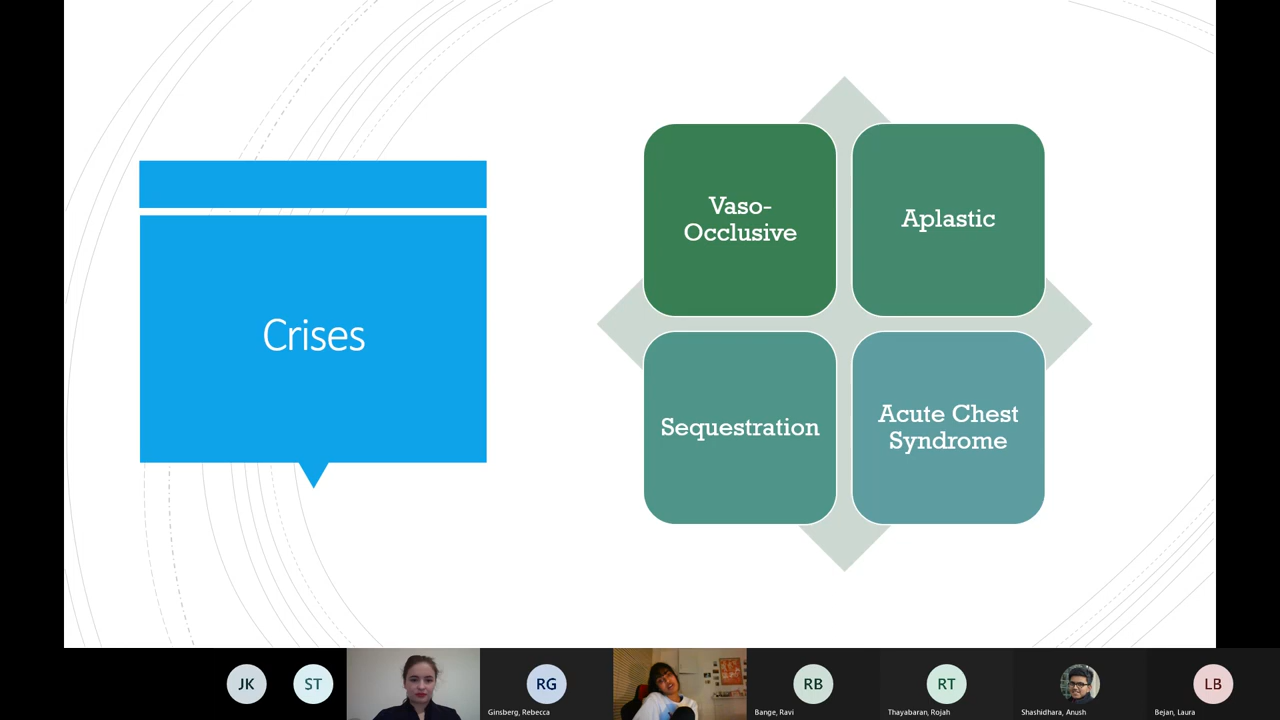 Crises
Vaso-
Occlusive
Aplastic
Sequestration
Acute Chest
Syndrome
JK
ST
RG
Ginsberg, Rebecca
RB
Bange, Ravi
RT
Thayabaran, Rojah
Shashidhara, Anush
LB
Bejan, Laura